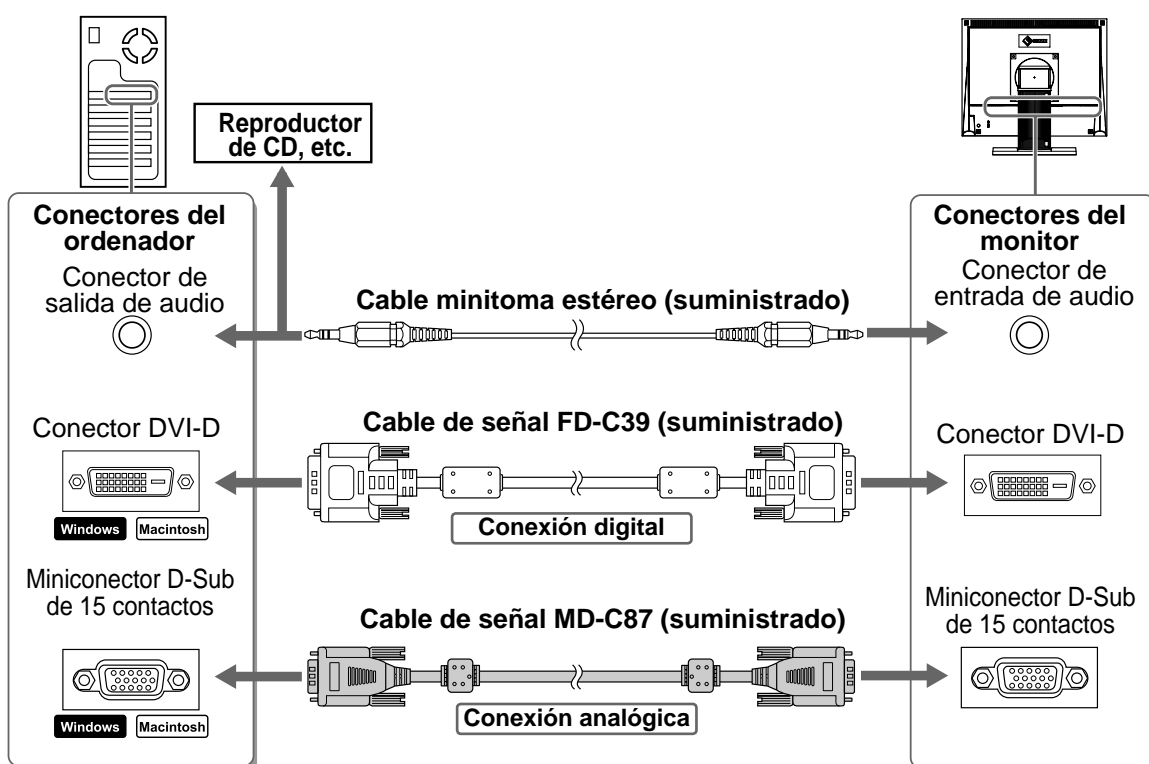 Reproductor
de CD, etc.
Conectores del
ordenador
Conector de
salida de audio
Cable minitoma estéreo (suministrado)
Conectores del
monitor
Conector de
entrada de audio
Conector DVI-D
Windows
Macintosh
Cable de señal FD-C39 (suministrado)
Conexión digital
Conector DVI-D
Miniconector D-Sub
de 15 contactos
Windows
Macintosh
Cable de señal MD-C87 (suministrado)
Conexión analógica
Miniconector D-Sub
de 15 contactos